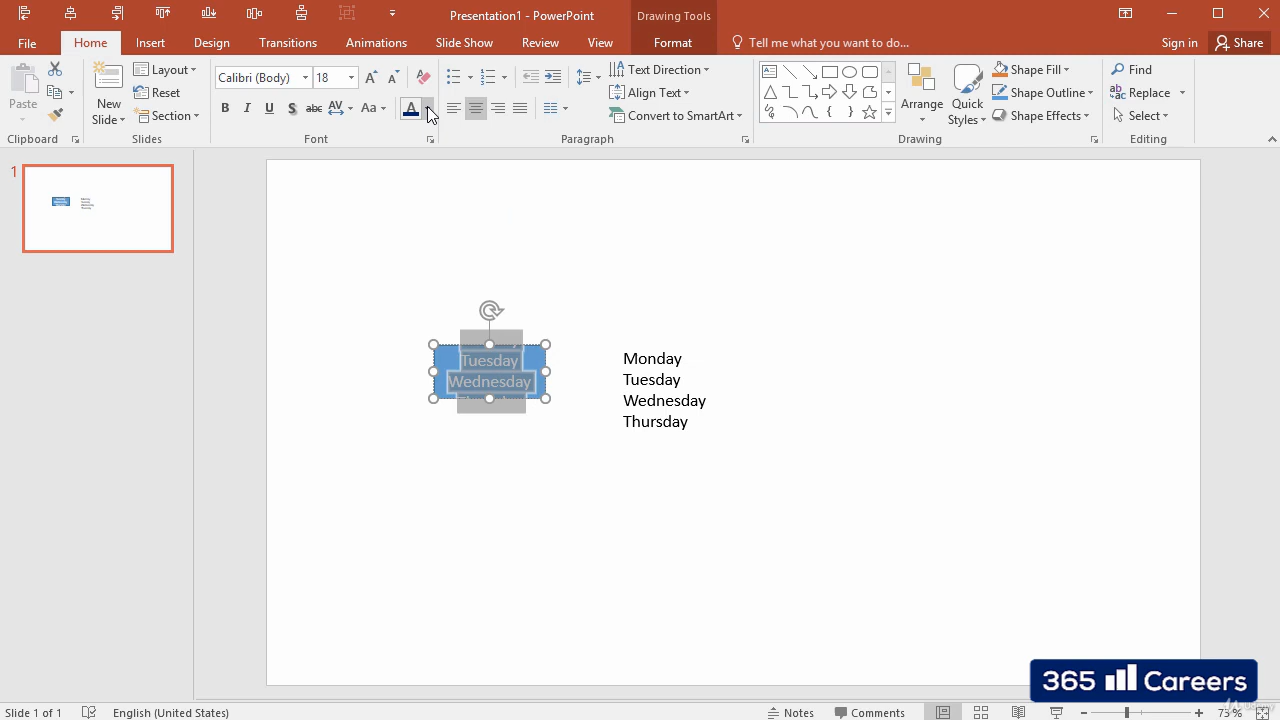 Presentation1 - PowerPoint
Drawing Tools
File
Home
Insert
Design
Transitions
Animations
Slide Show
Review
View
Format
Tell me what you want to do...
Sign in
Share
Paste
Clipboard
New
Slide
Layout
Reset
Section
Slides
Calibri (Body)
18
B I U S abc AV Aa A
Font
Text Direction
Align Text
Convert to SmartArt
Paragraph
Arrange
Quick
Styles
Shape Fill
Shape Outline
Shape Effects
Drawing
Find
Replace
Select
Editing
1
Tuesday
Wednesday
Monday
Tuesday
Wednesday
Thursday
365 Careers
Slide 1 of 1
English (United States)
Notes
Comments
73%